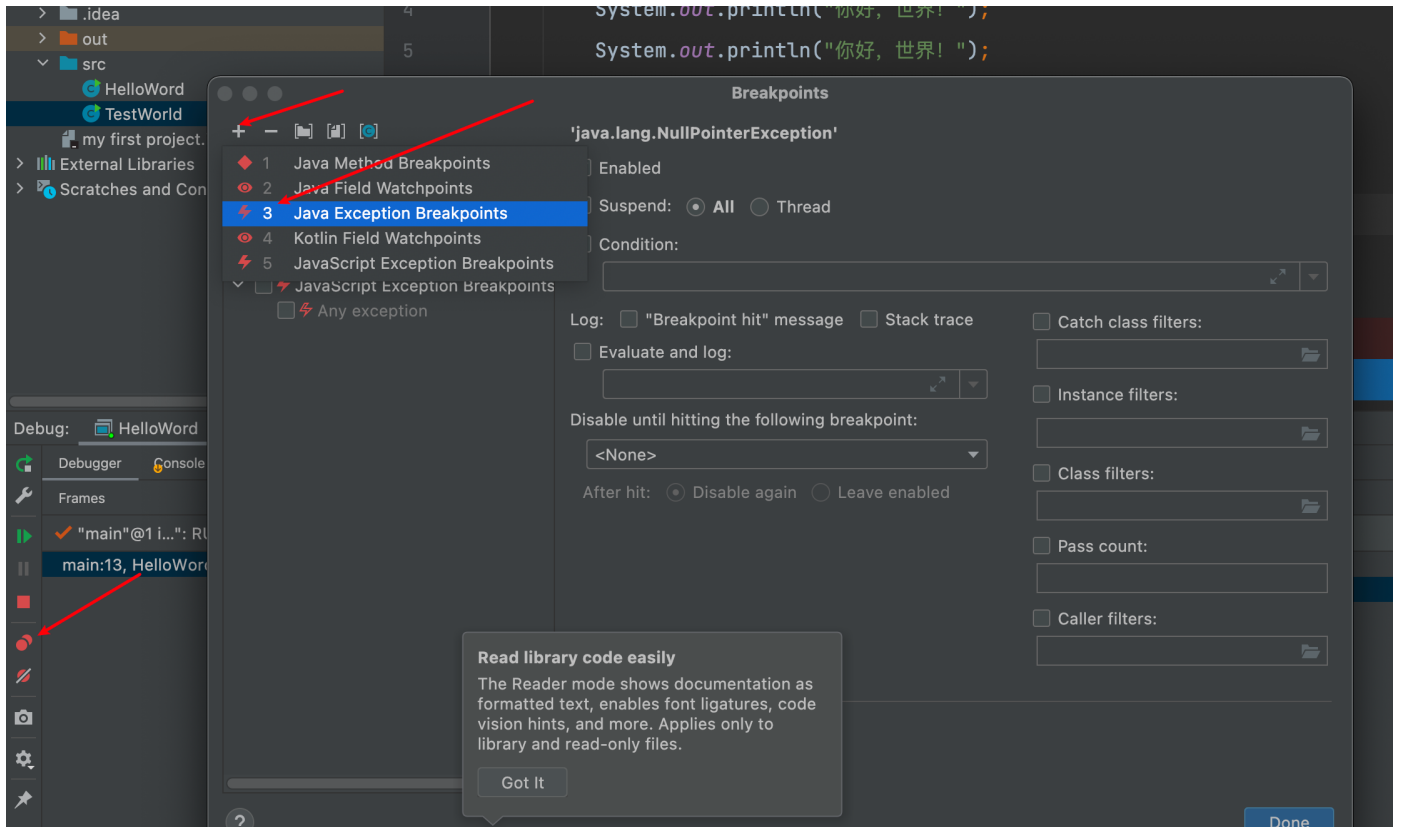 .idea
out
src
HelloWord
TestWorld
my first project.
External Libraries
Scratches and Con
4
System.out.println("你好，世界！");
5
System.out.println("你好，世界！");
Breakpoints
1 Java Method Breakpoints
2 Java Field Watchpoints
3 Java Exception Breakpoints
4 Kotlin Field Watchpoints
5 JavaScript Exception Breakpoints
JavaScript Exception Breakpoints
Any exception
'java.lang.NullPointerException'
Enabled
Suspend: All Thread
Condition:
Log: "Breakpoint hit" message Stack trace
Evaluate and log:
Disable until hitting the following breakpoint:
<None>
After hit: Disable again Leave enabled
Catch class filters:
Instance filters:
Class filters:
Pass count:
Caller filters:
Debug: HelloWord
Debugger Console
Frames
"main"@1 i...": RU
main:13, HelloWord
Read library code easily
The Reader mode shows documentation as
formatted text, enables font ligatures, code
vision hints, and more. Applies only to
library and read-only files.
Got It
?
Done